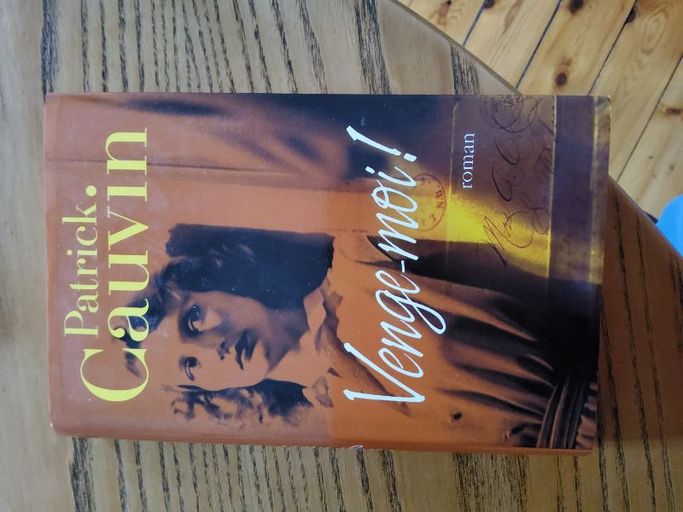 Patrick
Cauvin
Venge-moi !
roman